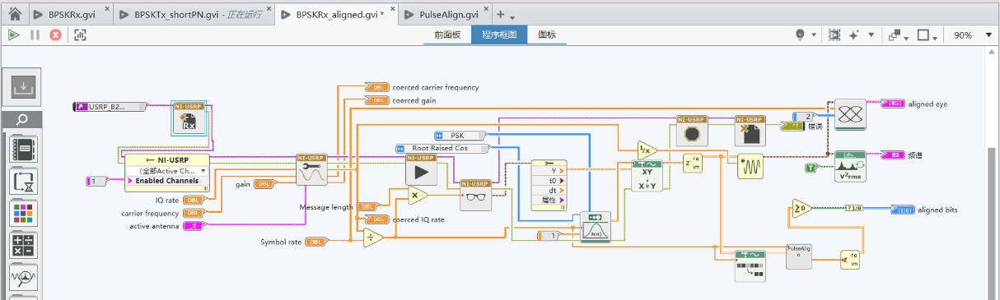 BPSKRx.gvi
BPSKTx_shortPN.gvi - 正在运行
BPSKRx_aligned.gvi *
PulseAlign.gvi
前面板
程序框图
图标
90%
USRP_B2...
NI-USRP
Rx
NI-USRP
(全部Active Ch...
Enabled Channels
1
IQ rate
DBL
carrier frequency
DBL
active antenna
gain
DBL
NI-USRP
DBL
coerced carrier frequency
DBL
coerced gain
PSK
Root Raised Cos
NI-USRP
Message length
DBL
DBL
coerced IQ rate
Symbol rate
DBL
NI-USRP
Y
t0
dt
属性
1
h(n)
1/x
XY
X*Y
NI-USRP
NI-USRP
re
im
2
错误
aligned eye
T
V²rms
频谱
≥0
?1:0
aligned bits
PulseAlig
n
re
im